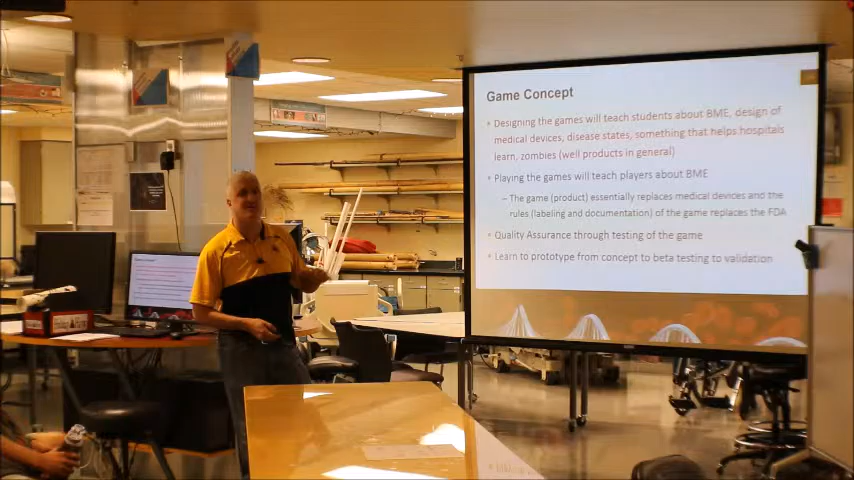 Game Concept
• Designing the games will teach students about BME, design of
medical devices, disease states, something that helps hospitals
learn, zombies (well products in general)
• Playing the games will teach players about BME
– The game (product) essentially replaces medical devices and the
rules (labeling and documentation) of the game replaces the FDA
• Quality Assurance through testing of the game
• Learn to prototype from concept to beta testing to validation